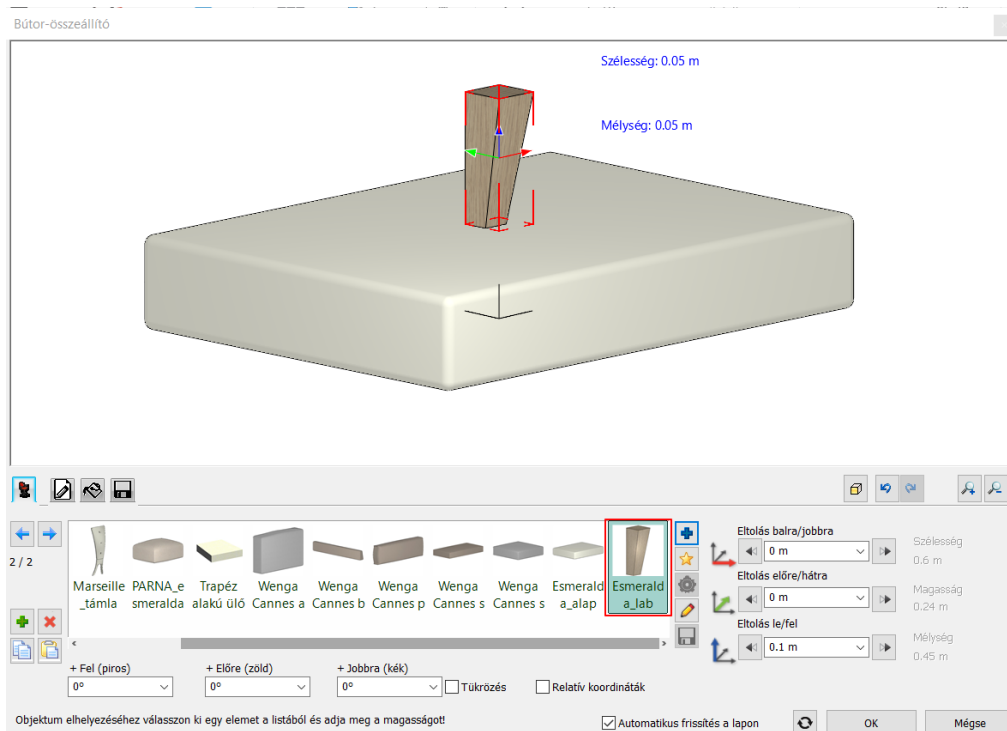 Bútor-összeállító
Szélesség: 0.05 m
Mélység: 0.05 m
2 / 2
Marseille
_támla
PARNA_e
smeralda
Trapéz
alakú ülő
Wenga
Cannes a
Wenga
Cannes b
Wenga
Cannes p
Wenga
Cannes s
Wenga
Cannes s
Esmerald
a_alap
Esmerald
a_lab
Eltolás balra/jobbra
0 m
Eltolás előre/hátra
0 m
Eltolás le/fel
0.1 m
Szélesség
0.6 m
Magasság
0.24 m
Mélység
0.45 m
+ Fel (piros)
0°
+ Előre (zöld)
0°
+ Jobbra (kék)
0°
Tükrözés
Relatív koordináták
Objektum elhelyezéséhez válasszon ki egy elemet a listából és adja meg a magasságot!
Automatikus frissítés a lapon
OK
Mégse